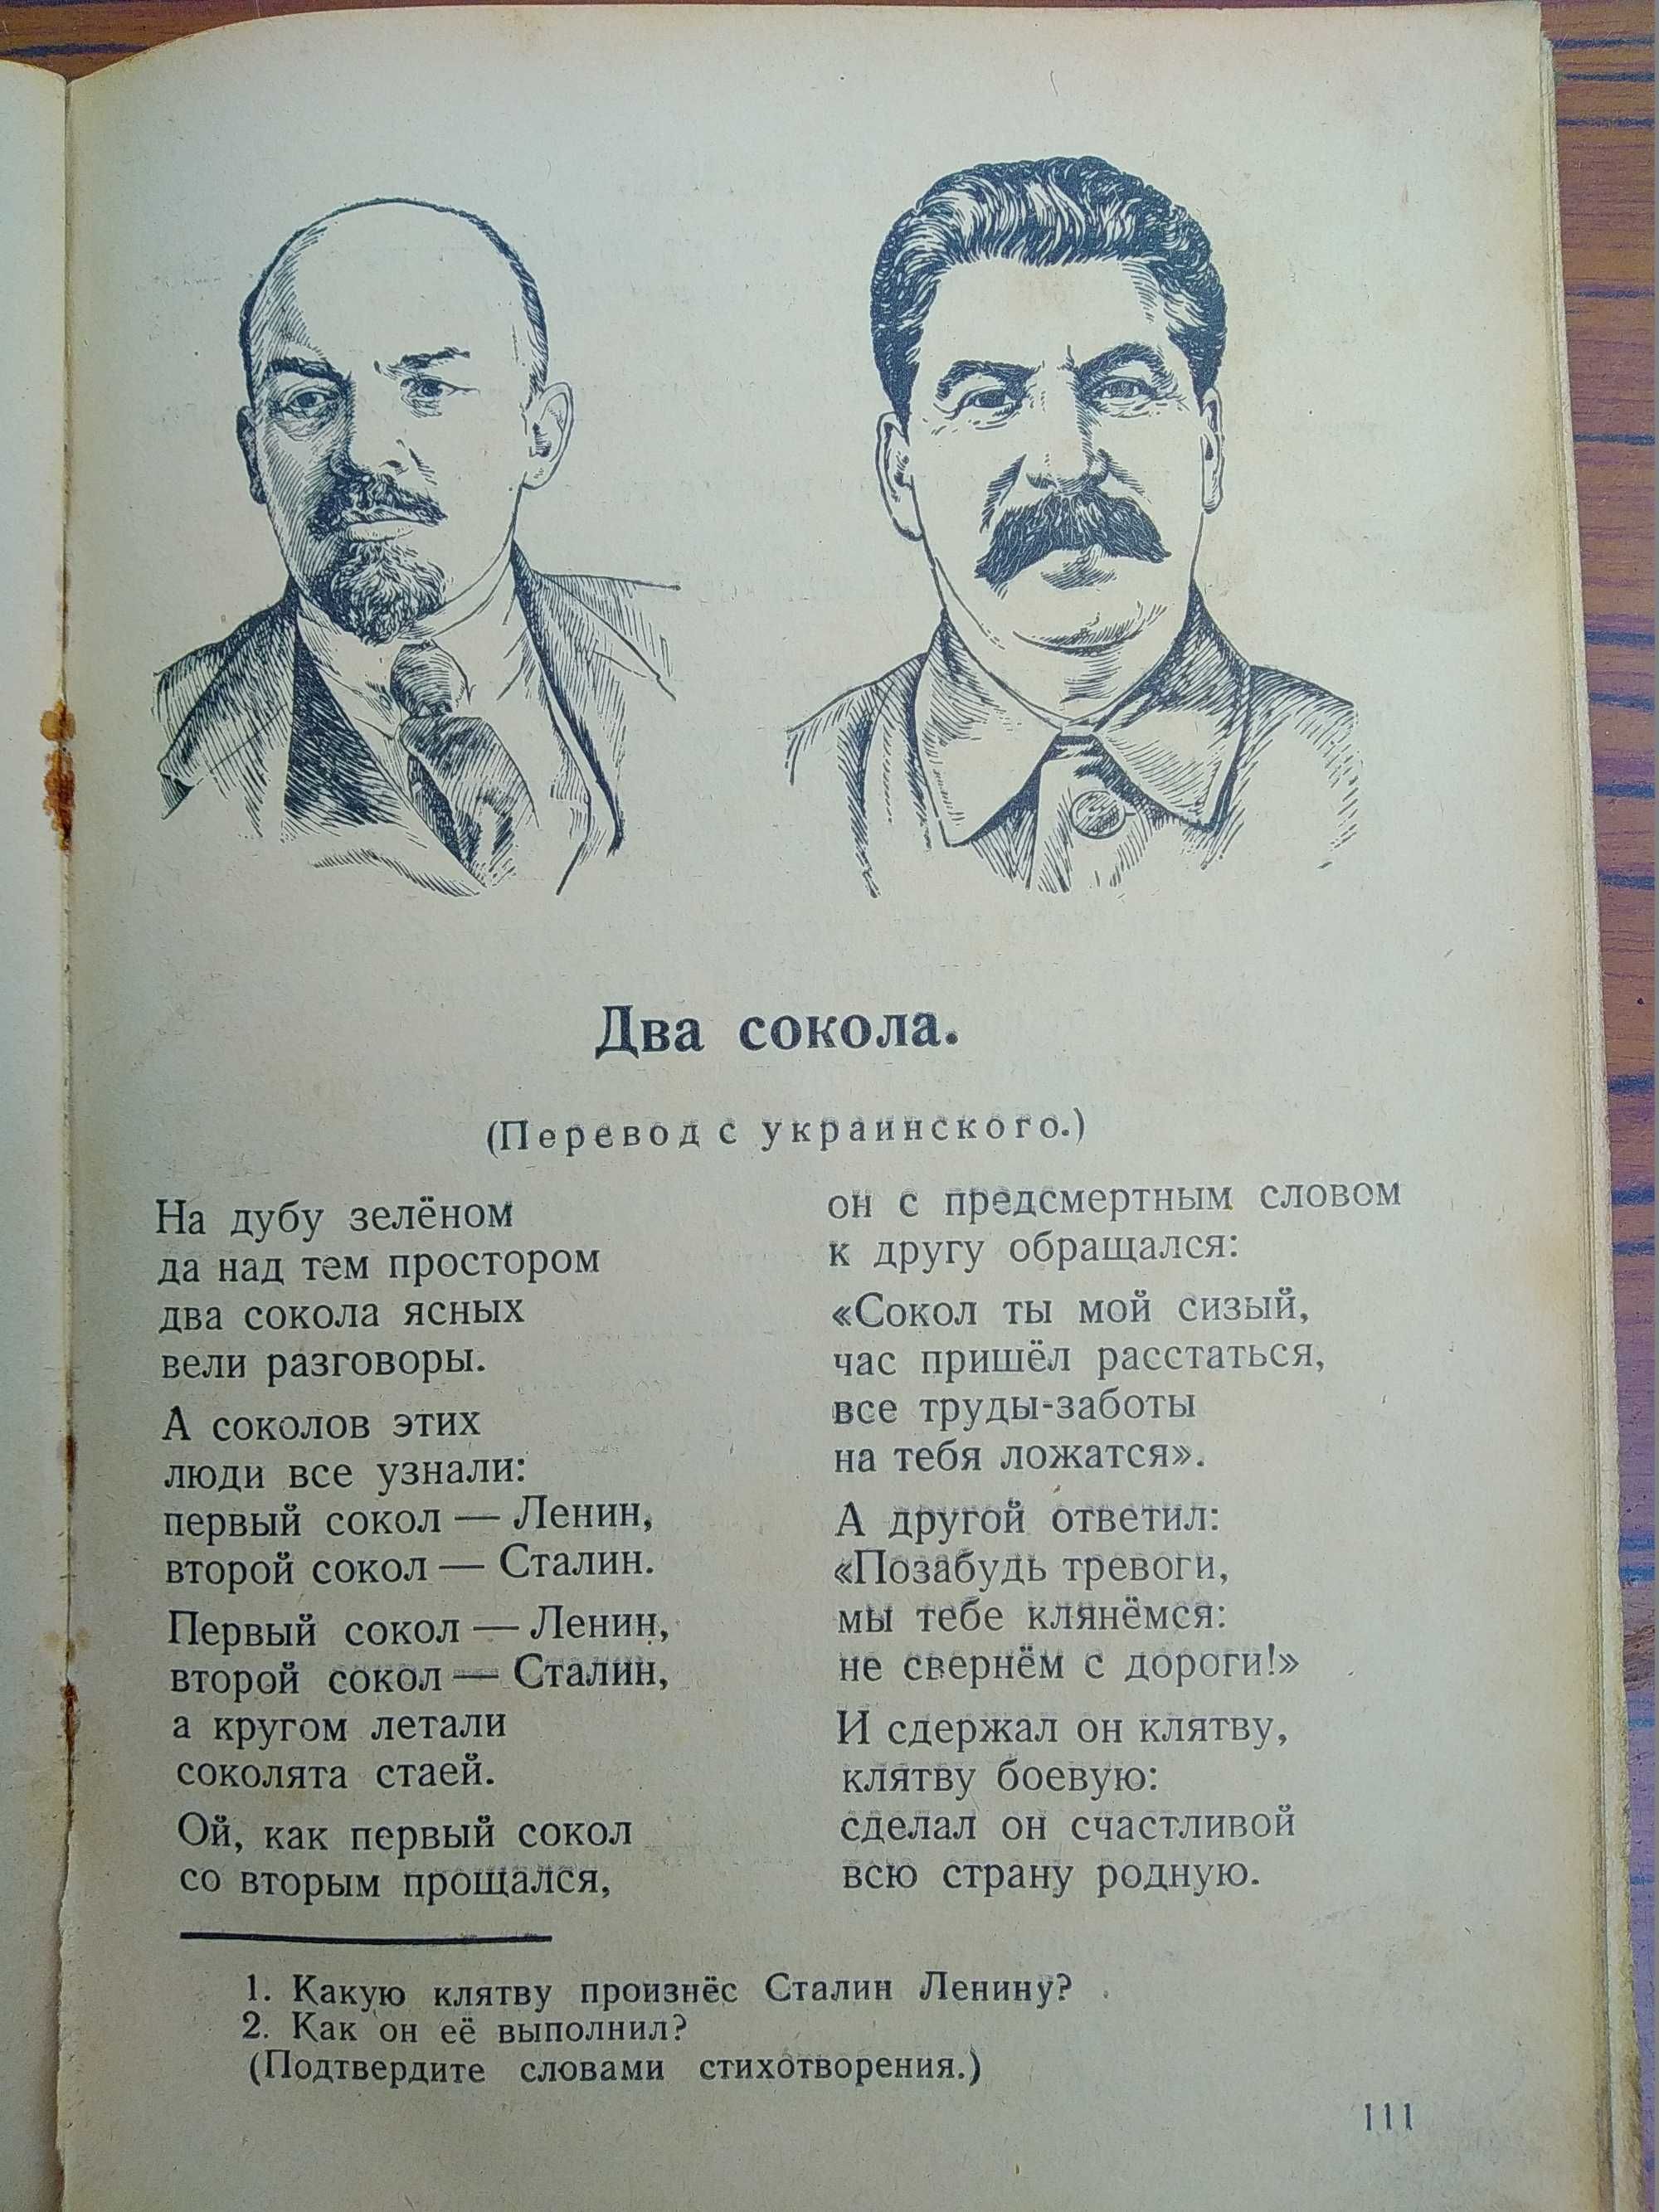 Два сокола.
(Перевод с украинского.)
На дубу зелёном
да над тем простором
два сокола ясных
вели разговоры.
А соколов этих
люди все узнали:
первый сокол — Ленин,
второй сокол — Сталин.
Первый сокол — Ленин,
второй сокол — Сталин,
а кругом летали
соколята стаей.
Ой, как первый сокол
со вторым прощался,
он с предсмертным словом
к другу обращался:
«Сокол ты мой сизый,
час пришёл расстаться,
все труды-заботы
на тебя ложатся».
А другой ответил:
«Позабудь тревоги,
мы тебе клянёмся:
не свернём с дороги!»
И сдержал он клятву,
клятву боевую:
сделал он счастливой
всю страну родную.
1. Какую клятву произнёс Сталин Ленину?
2. Как он её выполнил?
(Подтвердите словами стихотворения.)
111